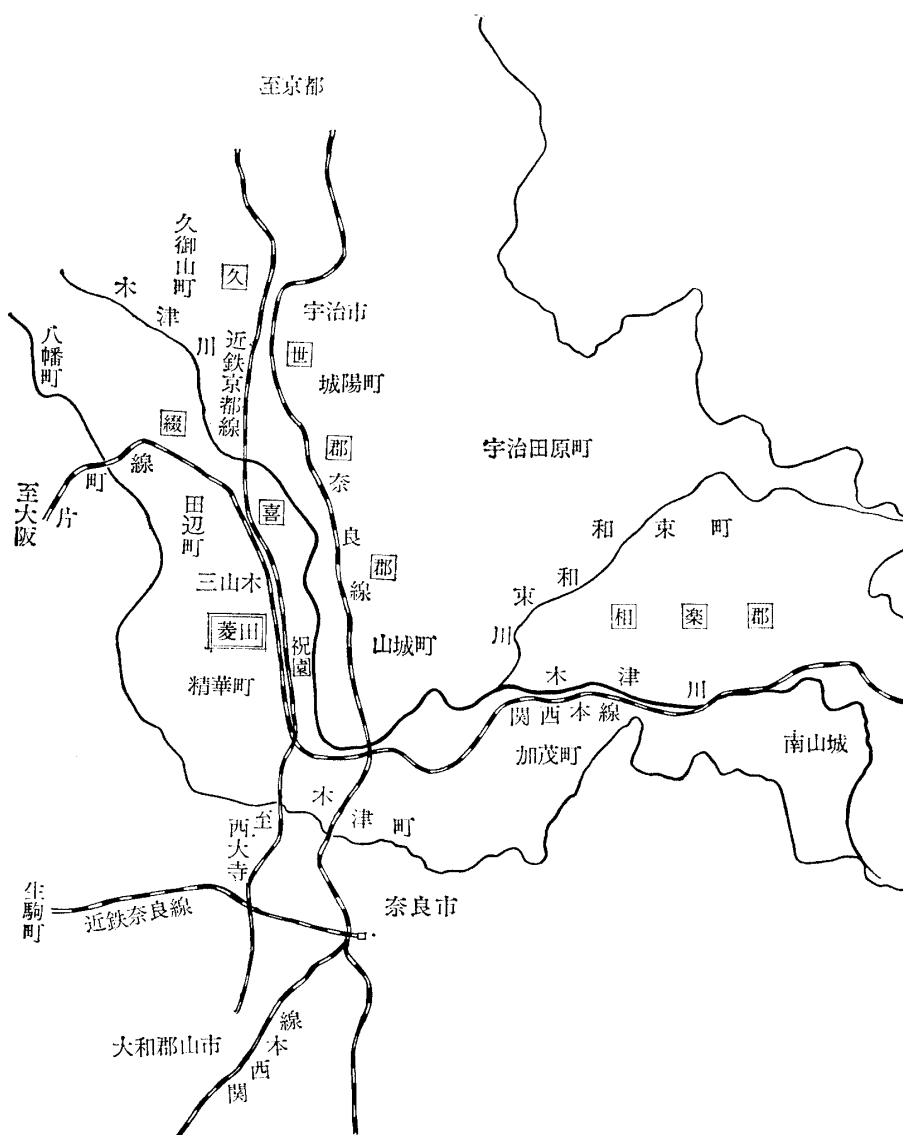 至京都
久御山町
久
世
郡
木津川
近鉄京都線
宇治市
城陽町
八幡町
綴
喜
郡
宇治田原町
片町線
至大阪
田辺町
奈良線
和束町
和束川
三山木
菱田
祝園
山城町
相楽郡
精華町
木津川
関西本線
加茂町
南山城
木津町
至西大寺
生駒町
近鉄奈良線
奈良市
大和郡山市
関西本線